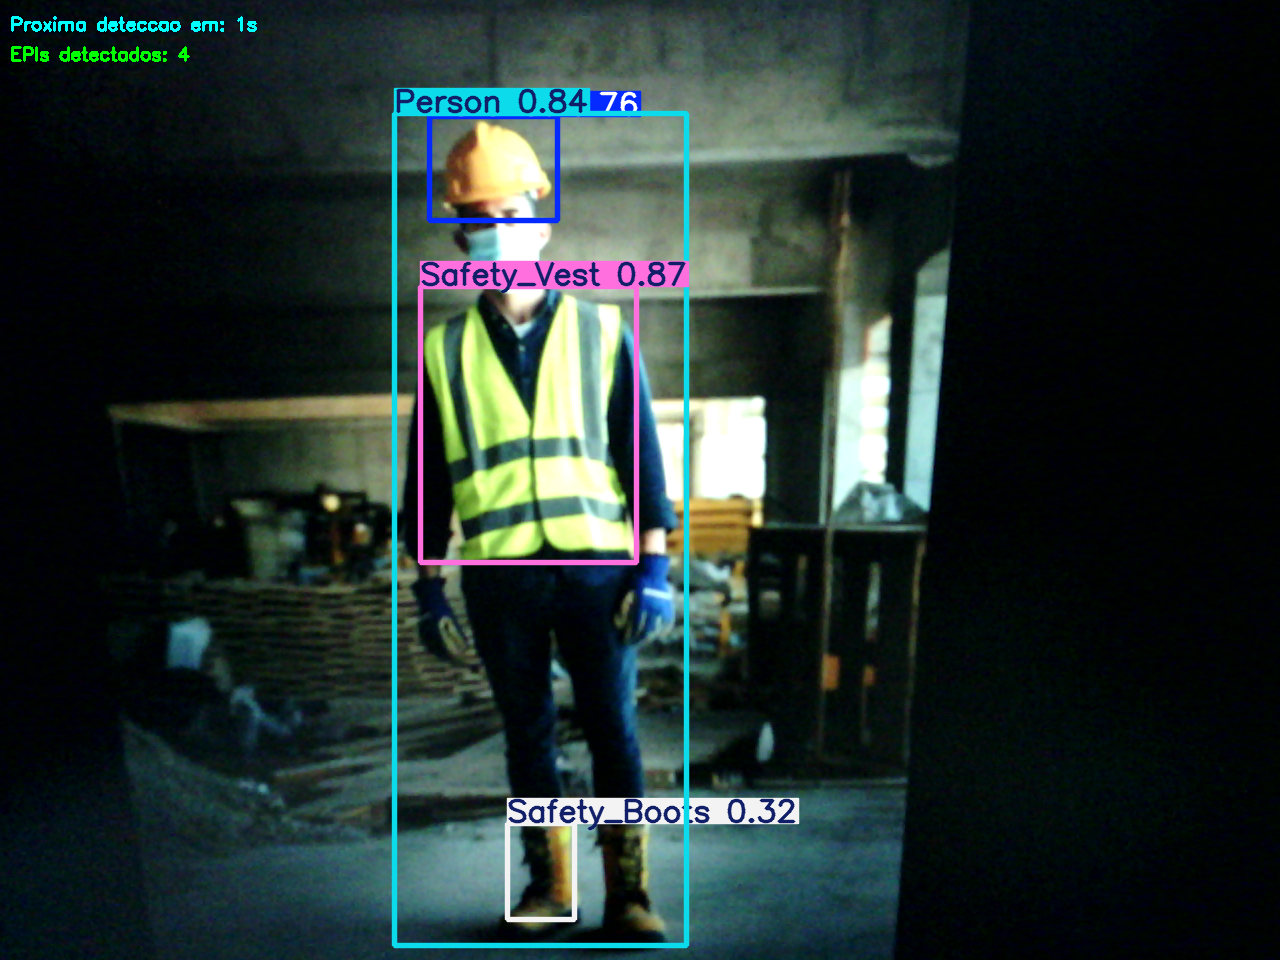 Proxima deteccao em: 1s
EPIs detectados: 4
Person 0.84 76
Safety_Vest 0.87
Safety_Boots 0.32